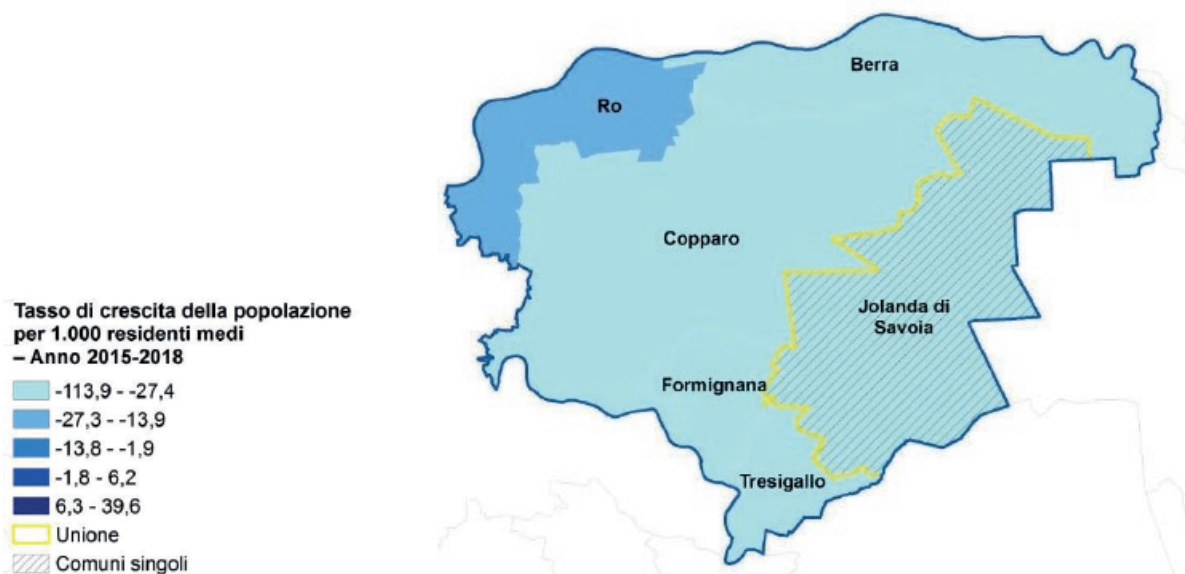 Berra
Ro
Copparo
Jolanda di
Savoia
Formignana
Tresigallo
Tasso di crescita della popolazione
per 1.000 residenti medi
– Anno 2015-2018
-113,9 - -27,4
-27,3 - -13,9
-13,8 - -1,9
-1,8 - 6,2
6,3 - 39,6
Unione
Comuni singoli